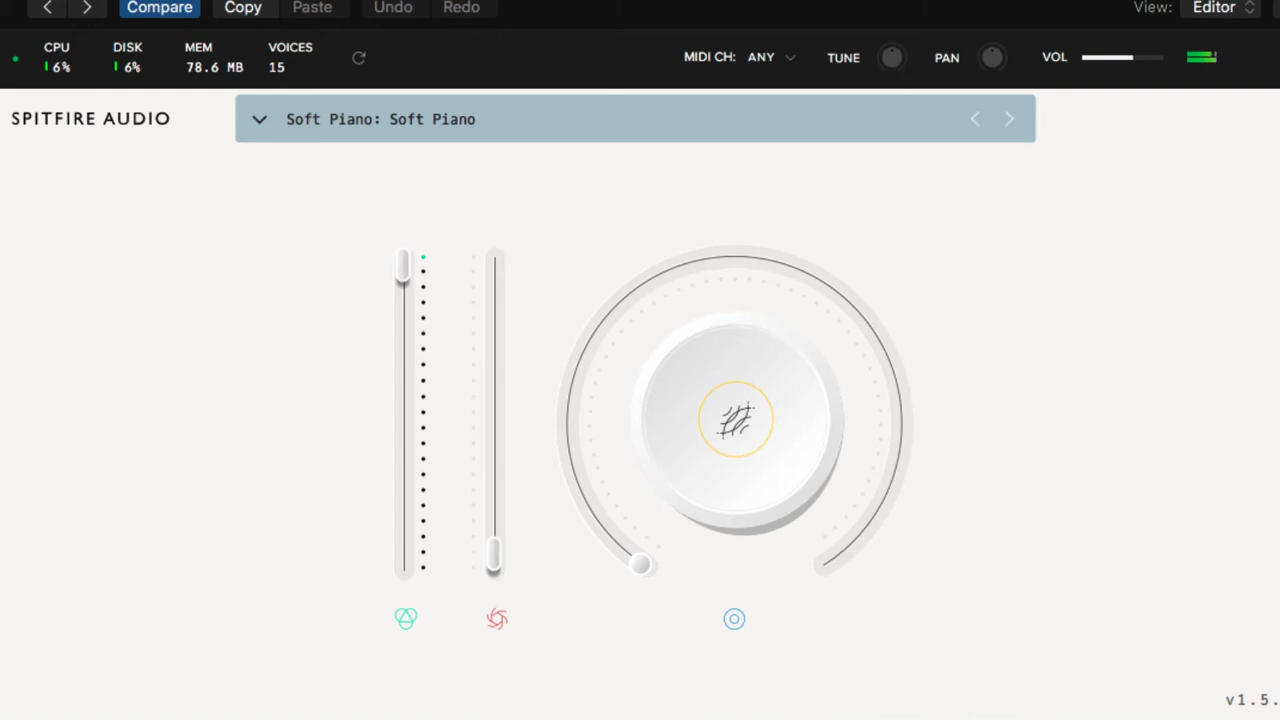 Compare Copy Paste Undo Redo View: Editor
CPU DISK MEM VOICES
6% 6% 78.6 MB 15
MIDI CH: ANY TUNE PAN VOL
SPITFIRE AUDIO Soft Piano: Soft Piano
v1.5.